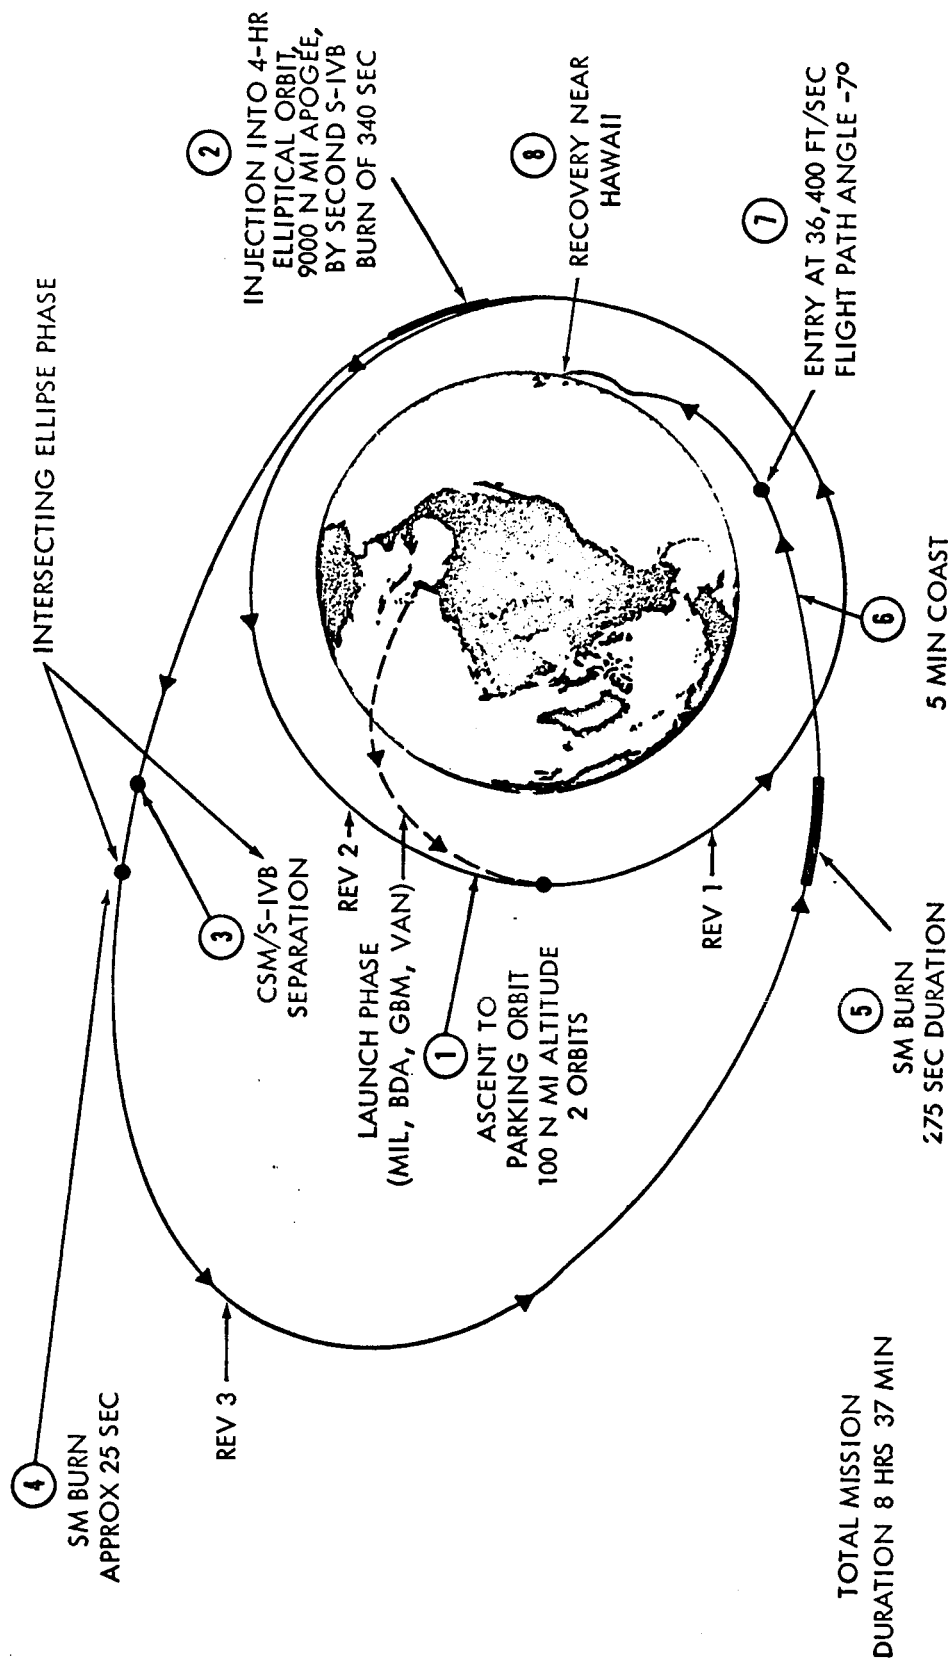 4
SM BURN
APPROX 25 SEC
INTERSECTING ELLIPSE PHASE
2
INJECTION INTO 4-HR
ELLIPTICAL ORBIT,
9000 N MI APOGEE,
BY SECOND S-IVB
BURN OF 340 SEC
3
CSM/S-IVB
SEPARATION
REV 3
REV 2
LAUNCH PHASE
(MIL, BDA, GBM, VAN)
1
ASCENT TO
PARKING ORBIT
100 N MI ALTITUDE
2 ORBITS
8
RECOVERY NEAR
HAWAII
REV 1
7
ENTRY AT 36,400 FT/SEC
FLIGHT PATH ANGLE -7°
5
SM BURN
275 SEC DURATION
6
5 MIN COAST
TOTAL MISSION
DURATION 8 HRS 37 MIN